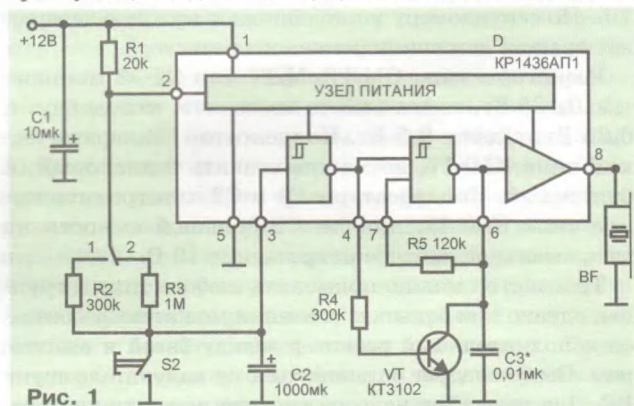 +12В
R1
20k
1
2
D
КР1436АП1
УЗЕЛ ПИТАНИЯ
C1
10мк
8
5
3
4
7
6
1
2
R5 120k
R2
300k
R3
1М
R4
300k
BF
S2
C2
1000мк
VT
КТ3102
C3*
0,01мк
Рис. 1